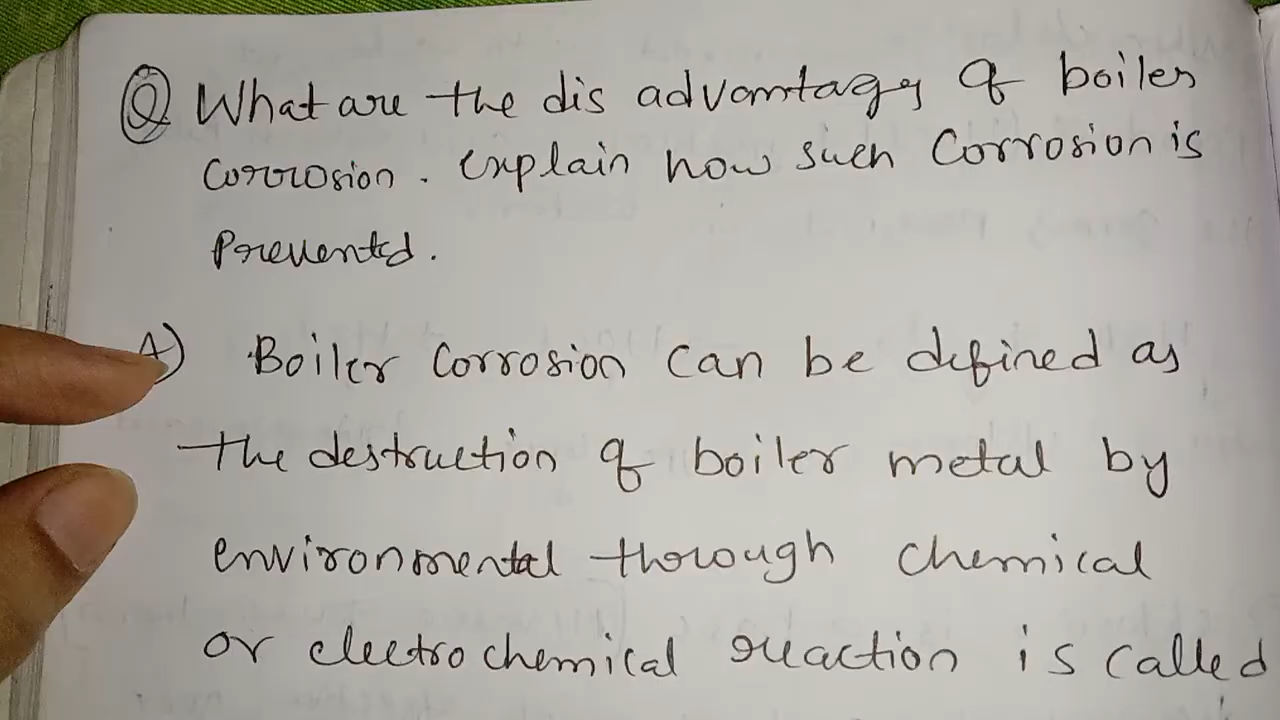 Q What are the dis advantages of boiler
corrosion. explain how such corrosion is
prevented.
A) Boiler corrosion can be defined as
the destruction of boiler metal by
environmental through chemical
or electrochemical reaction is called